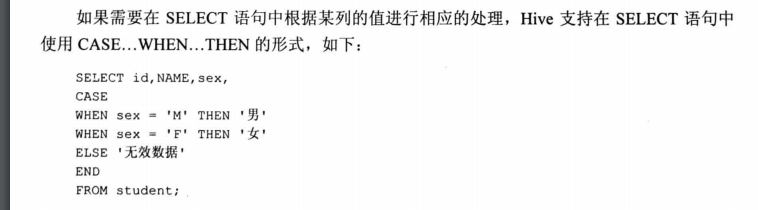 如果需要在 SELECT 语句中根据某列的值进行相应的处理，Hive 支持在 SELECT 语句中
使用 CASE…WHEN…THEN 的形式，如下：
SELECT id,NAME,sex,
CASE
WHEN sex = 'M' THEN '男'
WHEN sex = 'F' THEN '女'
ELSE '无效数据'
END
FROM student;